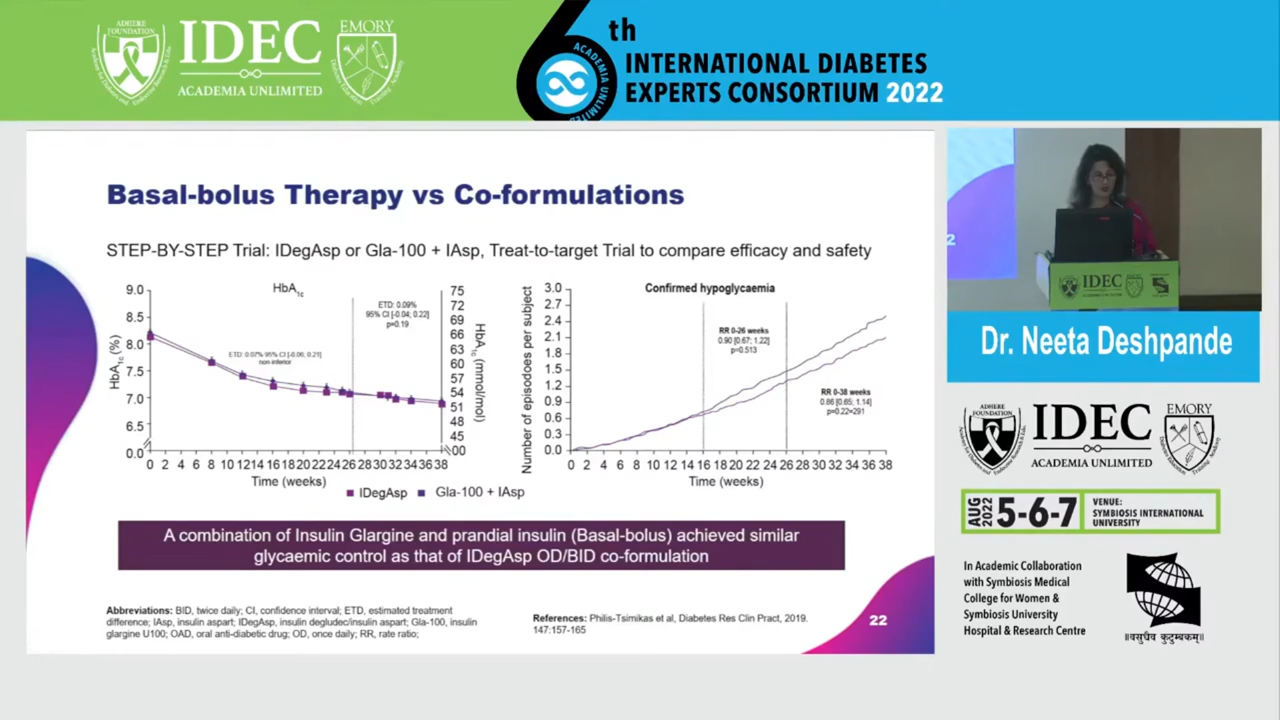 ADHERE
FOUNDATION
IDEC
ACADEMIA UNLIMITED
EMORY
6th
ACADEMIA UNLIMITED
INTERNATIONAL DIABETES
EXPERTS CONSORTIUM 2022
Basal-bolus Therapy vs Co-formulations
STEP-BY-STEP Trial: IDegAsp or Gla-100 + IAsp, Treat-to-target Trial to compare efficacy and safety
HbA1c
HbA1c (%)
9.0
8.5
8.0
7.5
7.0
6.5
0.0
ETD: 0.07% 95% CI [-0.06, 0.21]
non-inferior
ETD: 0.09%
95% CI [-0.04; 0.22]
p=0.19
75
72
69
66
63
60
57
54
51
48
45
00
HbA1c (mmol/mol)
0 2 4 6 8 10 12 14 16 18 20 22 24 26 28 30 32 34 36 38
Time (weeks)
Confirmed hypoglycaemia
Number of episodoes per subject
3.0
2.7
2.4
2.1
1.8
1.5
1.2
0.9
0.6
0.3
0.0
RR 0-26 weeks
0.90 [0.67; 1.22]
p=0.513
RR 0-38 weeks
0.86 [0.65; 1.14]
p=0.22=291
0 2 4 6 8 10 12 14 16 18 20 22 24 26 28 30 32 34 36 38
Time (weeks)
IDegAsp Gla-100 + IAsp
A combination of Insulin Glargine and prandial insulin (Basal-bolus) achieved similar
glycaemic control as that of IDegAsp OD/BID co-formulation
Abbreviations: BID, twice daily; CI, confidence interval; ETD, estimated treatment
difference; IAsp, insulin aspart; IDegAsp, insulin degludec/insulin aspart; Gla-100, insulin
glargine U100; OAD, oral anti-diabetic drug; OD, once daily; RR, rate ratio;
References: Philis-Tsimikas et al, Diabetes Res Clin Pract, 2019.
147:157-165
22
2
IDEC
Dr. Neeta Deshpande
ADHERE
FOUNDATION
IDEC
ACADEMIA UNLIMITED
EMORY
AUG
2022
5-6-7
VENUE:
SYMBIOSIS INTERNATIONAL
UNIVERSITY
In Academic Collaboration
with Symbiosis Medical
College for Women &
Symbiosis University
Hospital & Research Centre
॥वसुधैव कुटुम्बकम्॥